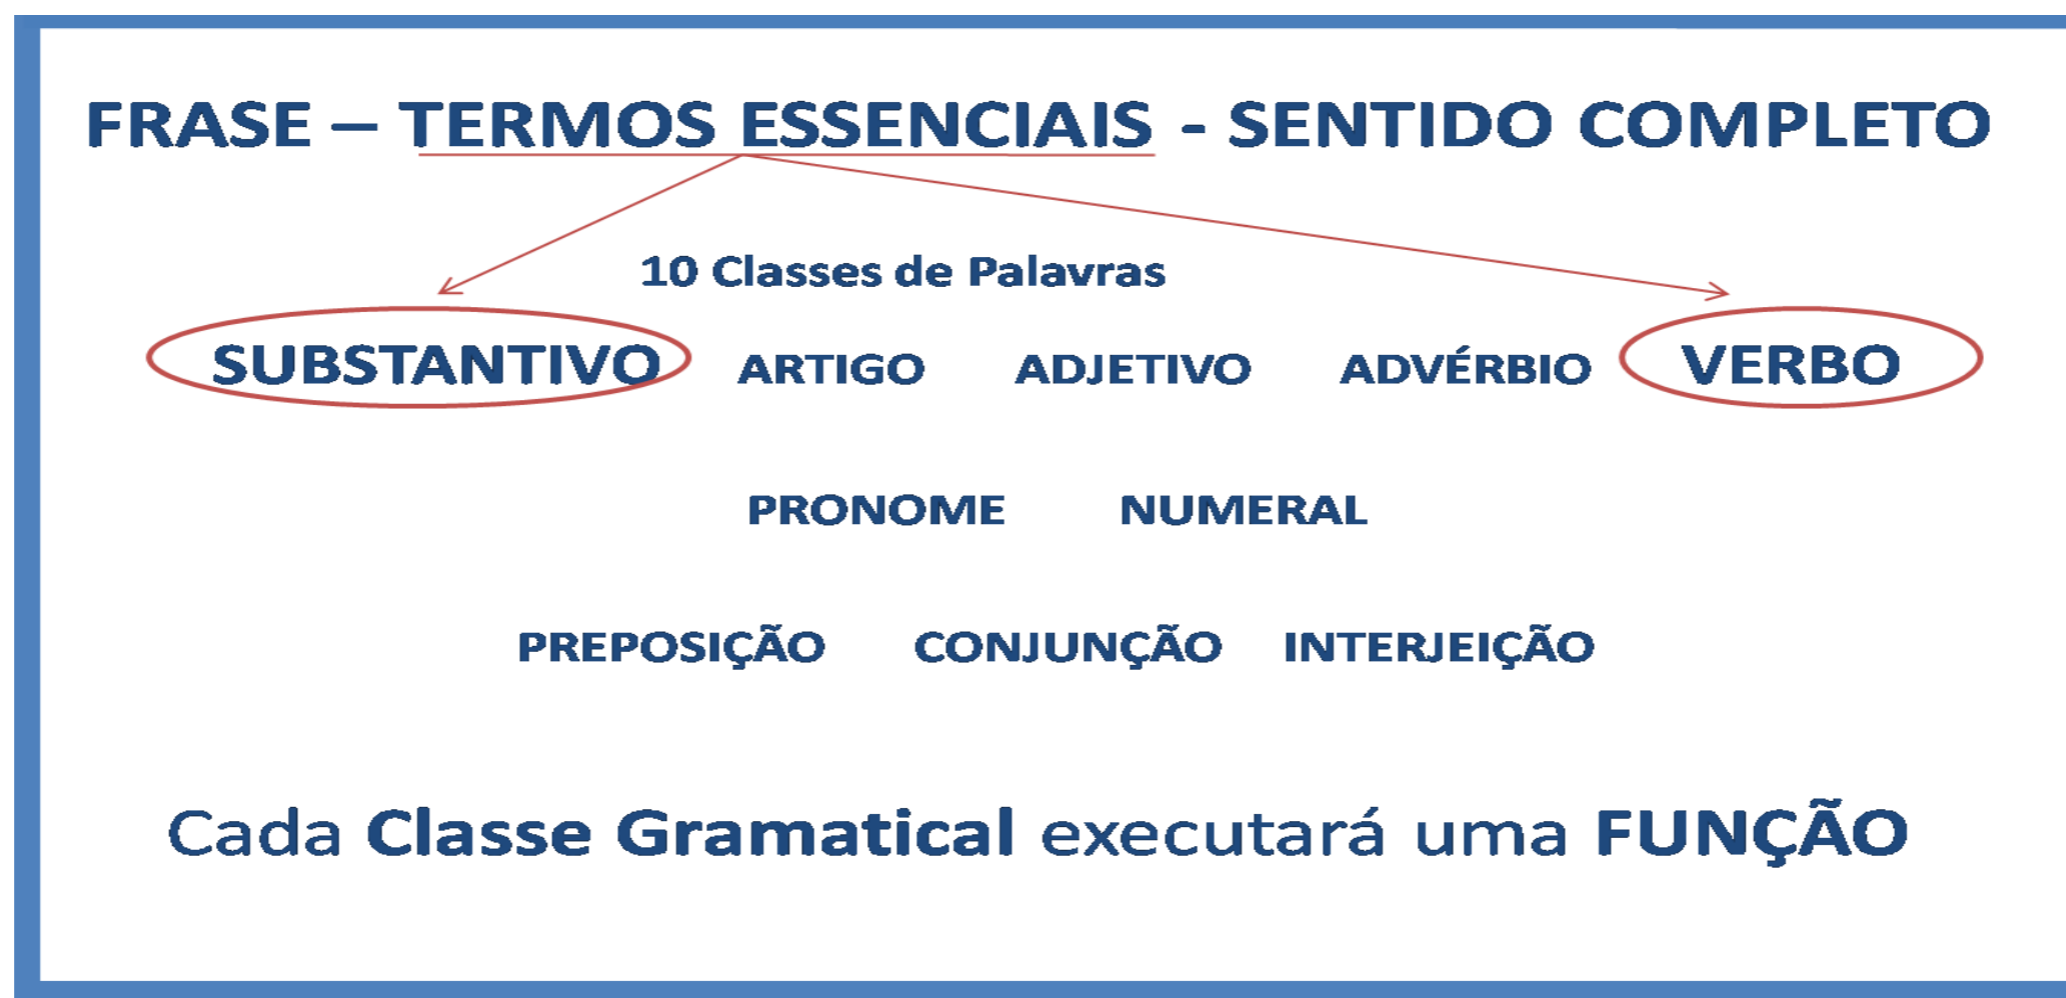 FRASE – TERMOS ESSENCIAIS - SENTIDO COMPLETO
10 Classes de Palavras
SUBSTANTIVO ARTIGO ADJETIVO ADVÉRBIO VERBO
PRONOME NUMERAL
PREPOSIÇÃO CONJUNÇÃO INTERJEIÇÃO
Cada Classe Gramatical executará uma FUNÇÃO